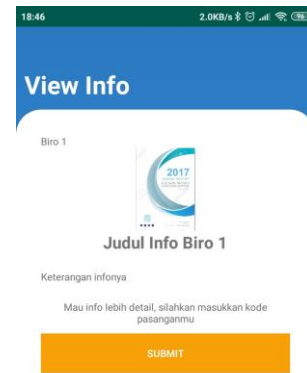 18:46 2.0KB/s 96
View Info
Biro 1
2017
Judul Info Biro 1
Keterangan infonya
Mau info lebih detail, silahkan masukkan kode
pasanganmu
SUBMIT